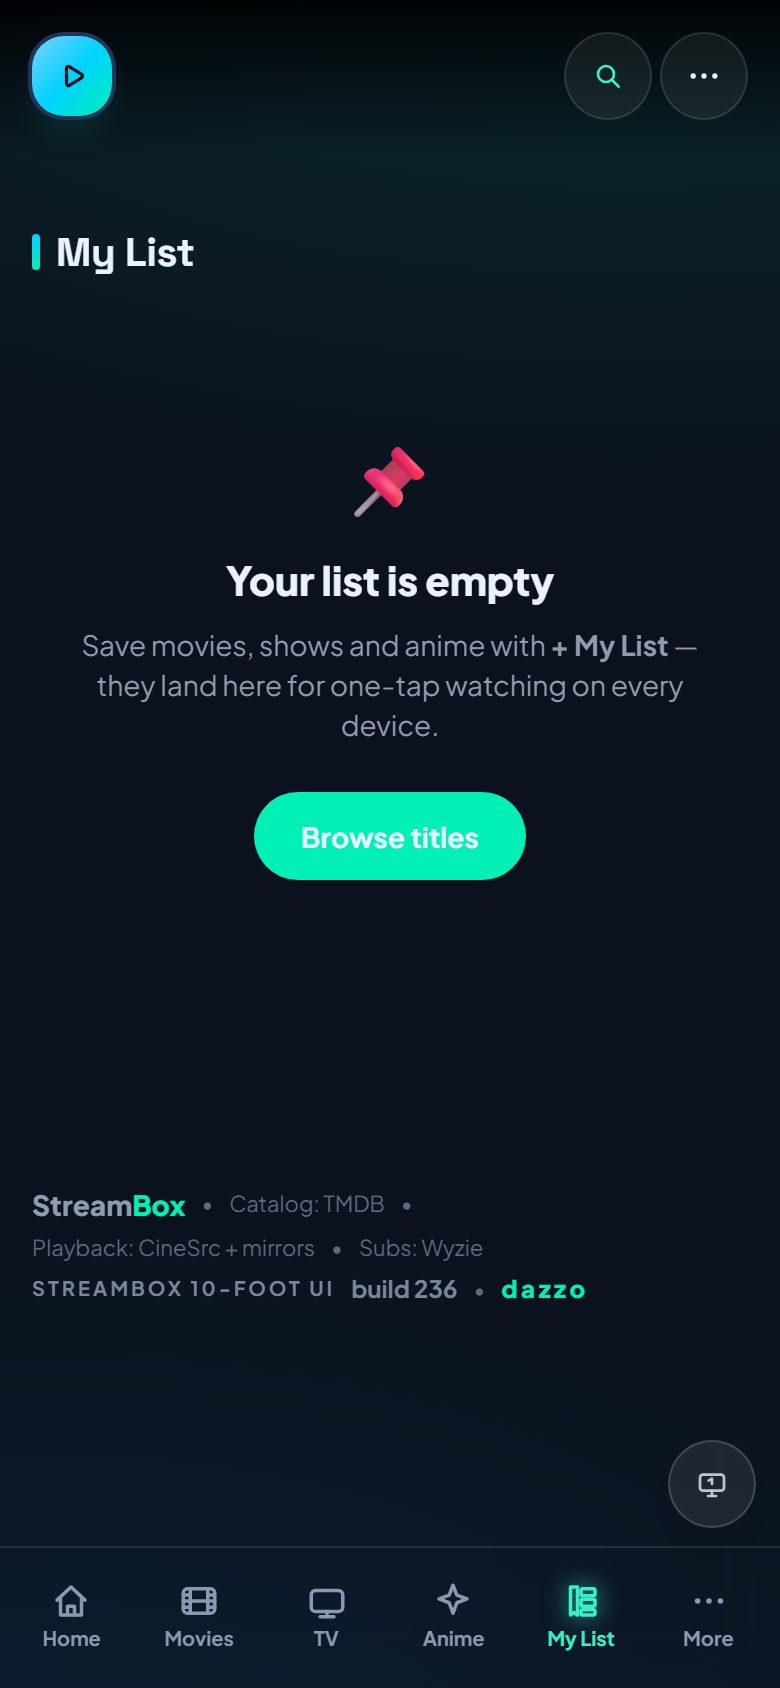 My List
Your list is empty
Save movies, shows and anime with + My List —
they land here for one-tap watching on every
device.
Browse titles
StreamBox • Catalog: TMDB •
Playback: CineSrc + mirrors • Subs: Wyzie
STREAMBOX 10-FOOT UI build 236 • dazzo
Home Movies TV Anime My List More